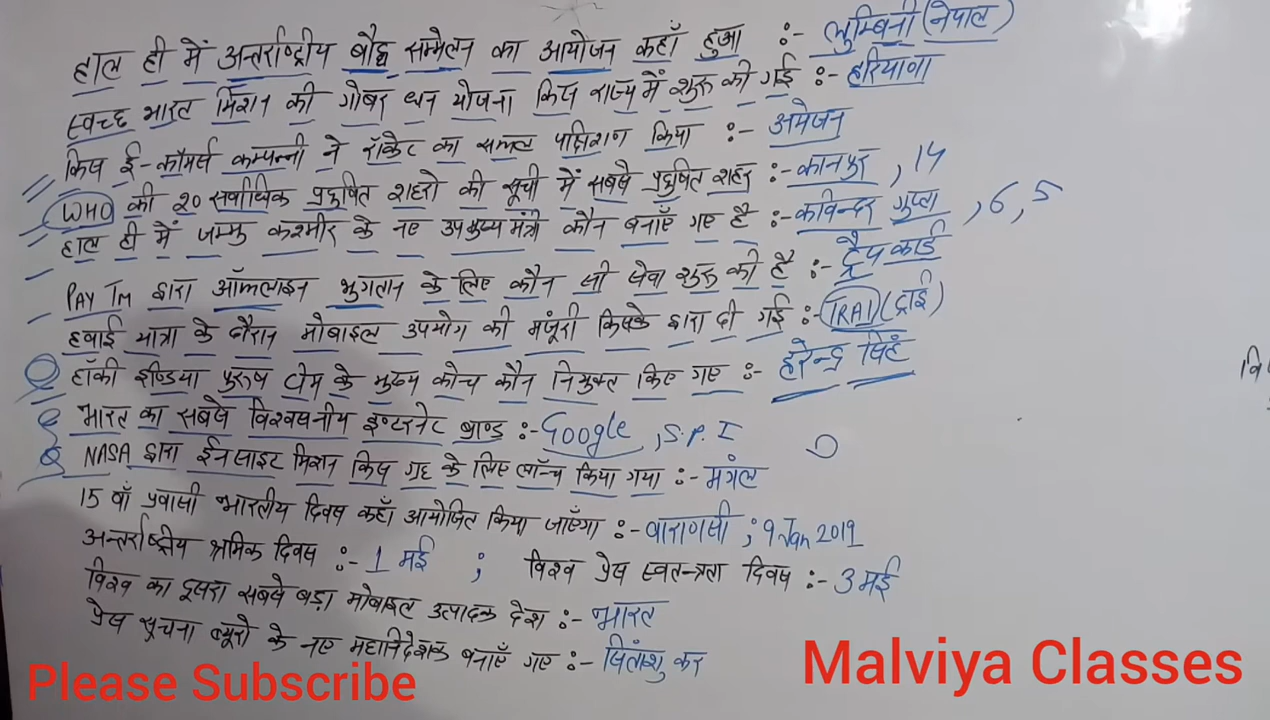 हाल ही में अन्तर्राष्ट्रीय बौद्ध सम्मेलन का आयोजन कहाँ हुआ :- लुम्बिनी (नेपाल)
स्वच्छ भारत मिशन की गोबर धन योजना किस राज्य में शुरू की गई :- हरियाणा
किस ई-कॉमर्स कम्पनी ने रॉकेट का सफल परिक्षण किया :- अमेजन
WHO की 20 सर्वाधिक प्रदुषित शहरो की सूची में सबसे प्रदुषित शहर :- कानपुर, 14
हाल ही में जम्मु कश्मीर के नए उपमुख्यमंत्री कौन बनाएँ गए है :- कविन्दर गुप्ता, 6, 5
PAY TM द्वारा ऑफलाइन भुगतान के लिए कौन सी सेवा शुरू की है :- ट्रैप कार्ड
हवाई यात्रा के दौरान मोबाइल उपयोग की मंजूरी किसके द्वारा दी गई :- TRAI (ट्राई)
हॉकी इण्डिया पुरुष टीम के मुख्य कोच कौन नियुक्त किए गए :- हरेन्द्र सिंह
भारत का सबसे विश्वसनीय इन्टरनेट ब्राण्ड :- Google, S.P.I
NASA द्वारा ईनसाइट मिशन किस ग्रह के लिए लॉन्च किया गया :- मंगल
15 वाँ प्रवासी भारतीय दिवस कहाँ आयोजित किया जाएगा :- वाराणसी ; 9 Jan 2019
अन्तर्राष्ट्रीय श्रमिक दिवस :- 1 मई ; विश्व प्रेस स्वतन्त्रता दिवस :- 3 मई
विश्व का दूसरा सबसे बड़ा मोबाइल उत्पादक देश :- भारत
प्रेस सूचना ब्यूरो के नए महानिदेशक बनाएँ गए :- सितांशु कर
वि
Please Subscribe
Malviya Classes